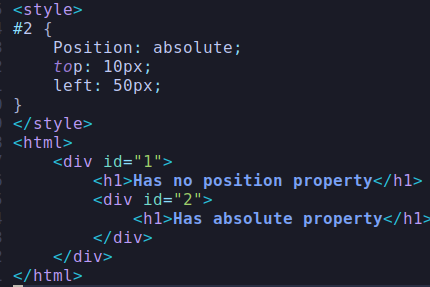 <style>
#2 {
    Position: absolute;
    top: 10px;
    left: 50px;
}
</style>
<html>
    <div id="1">
        <h1>Has no position property</h1>
        <div id="2">
            <h1>Has absolute property</h1>
        </div>
    </div>
</html>